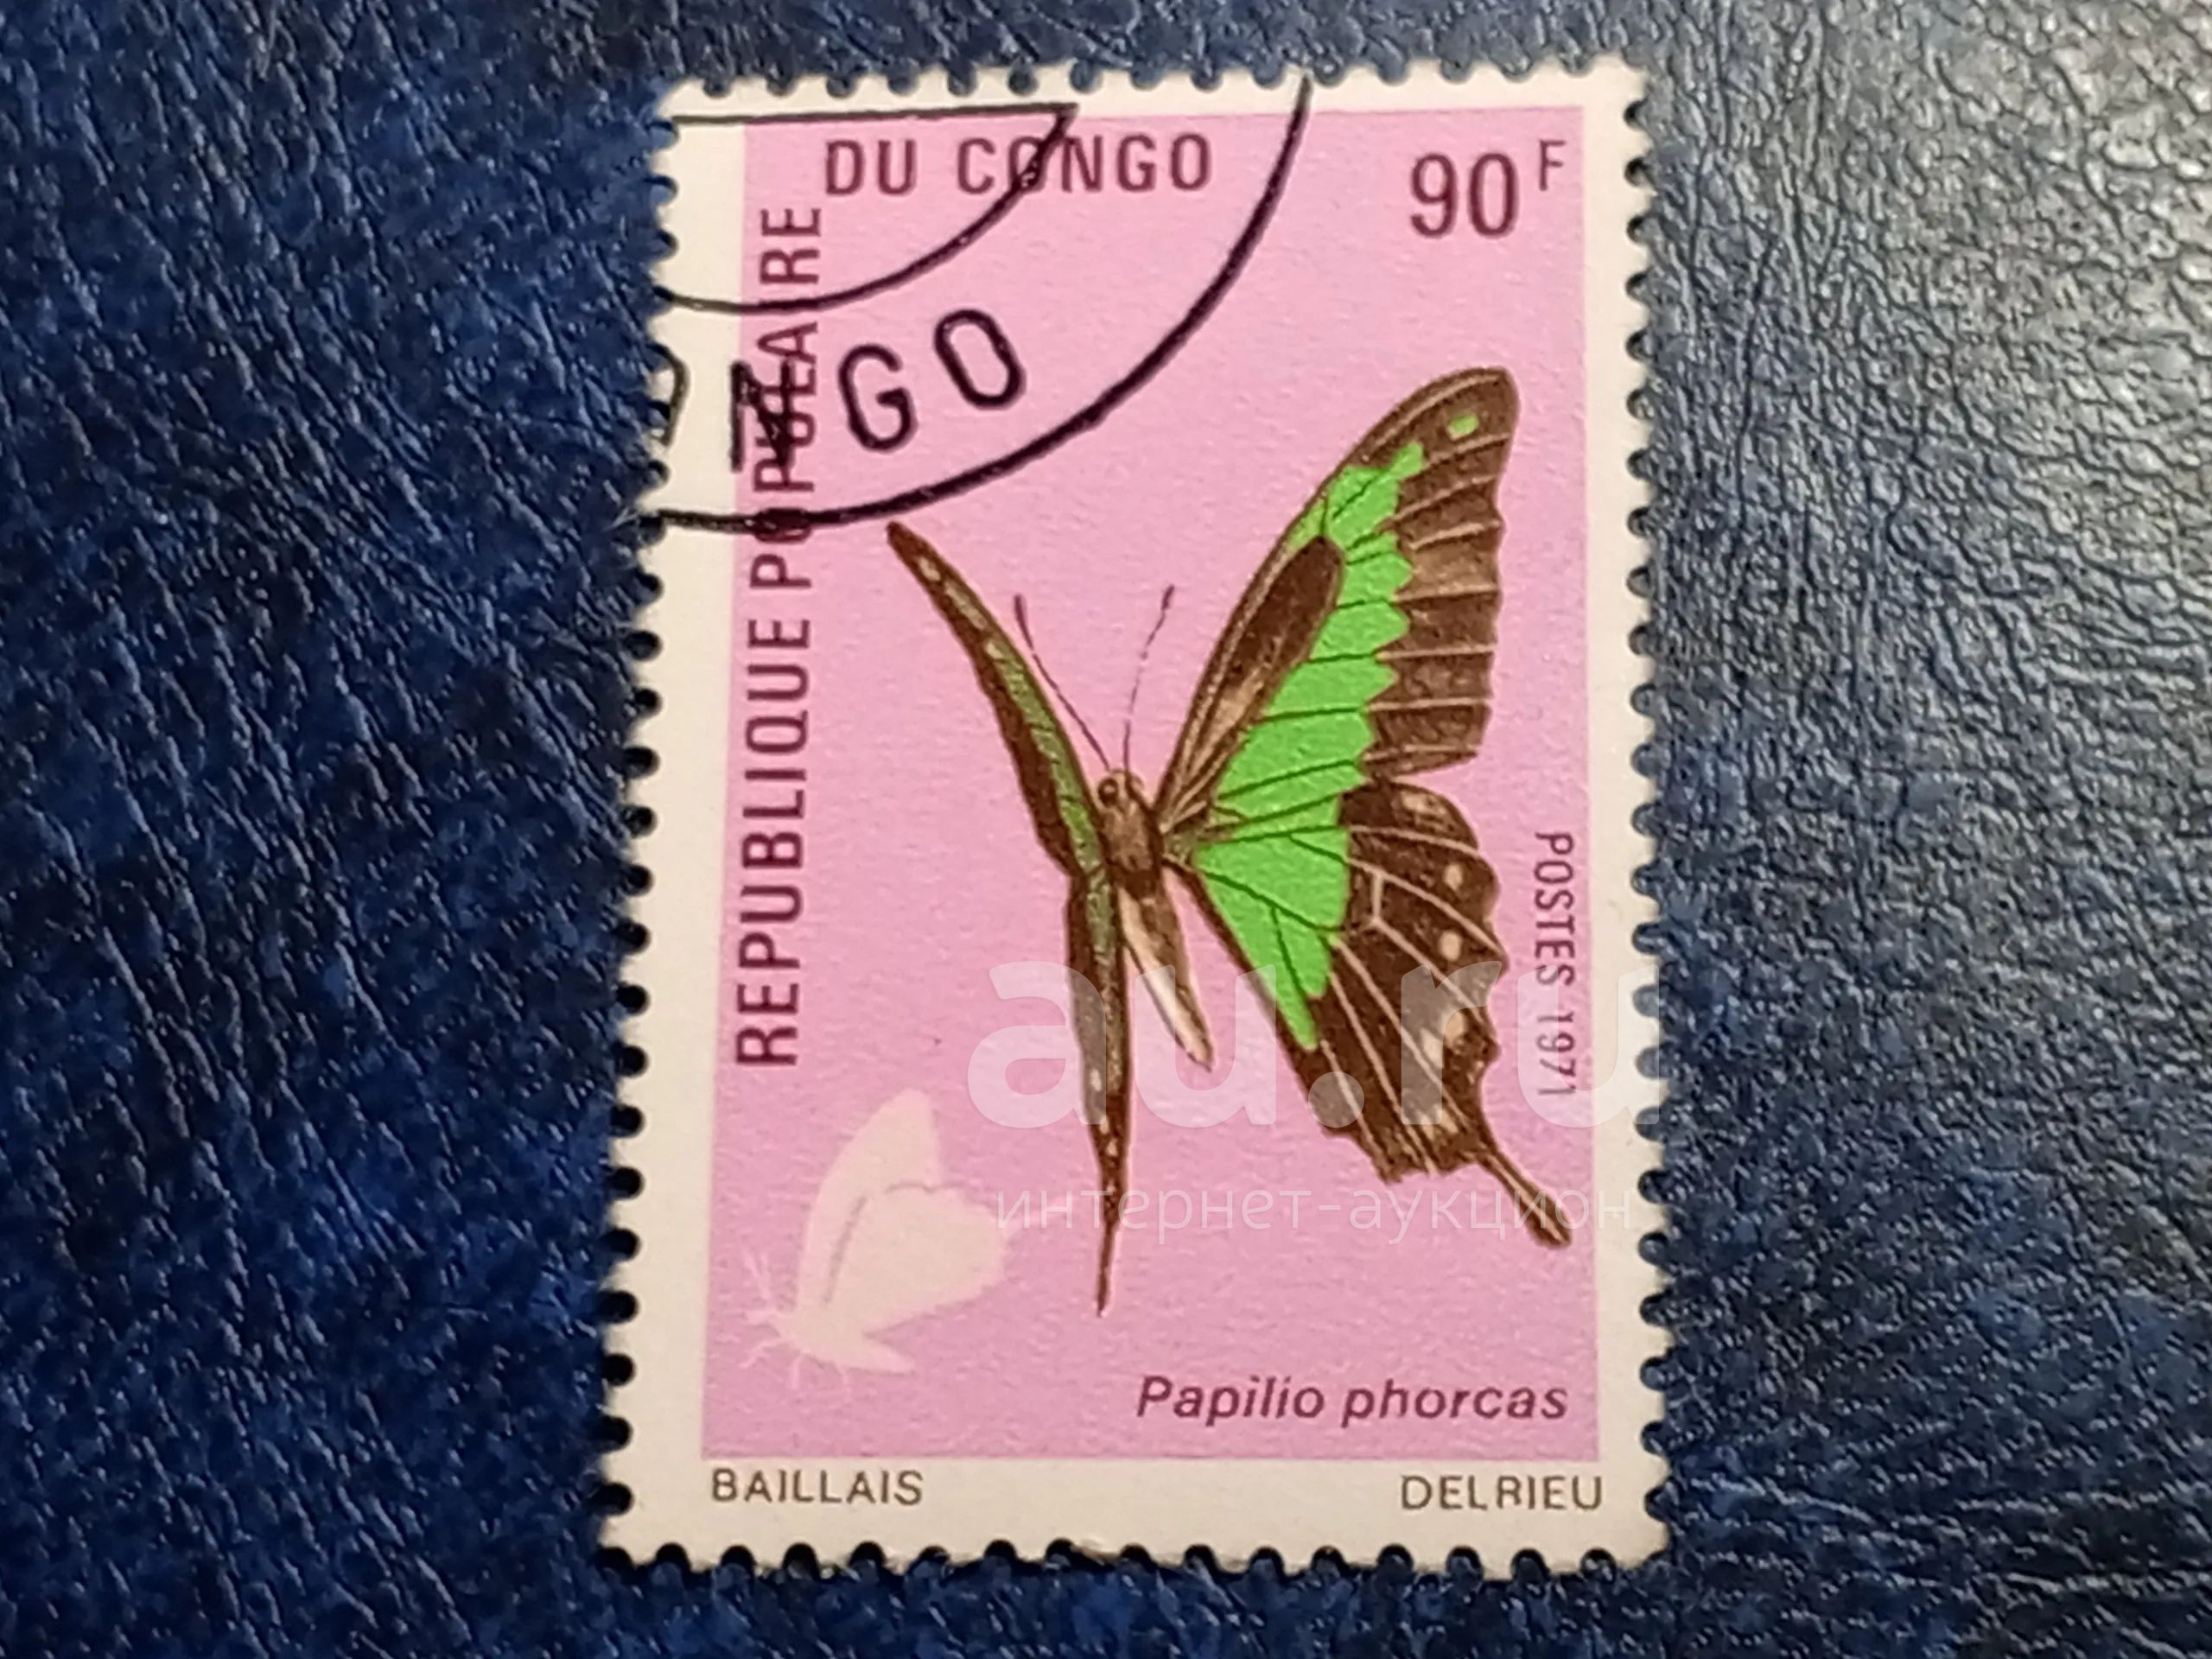 DU CONGO
90F
REPUBLIQUE POPULAIRE
GO
POSTES 1971
au.ru
интернет-аукцион
Papilio phorcas
BAILLAIS
DELRIEU